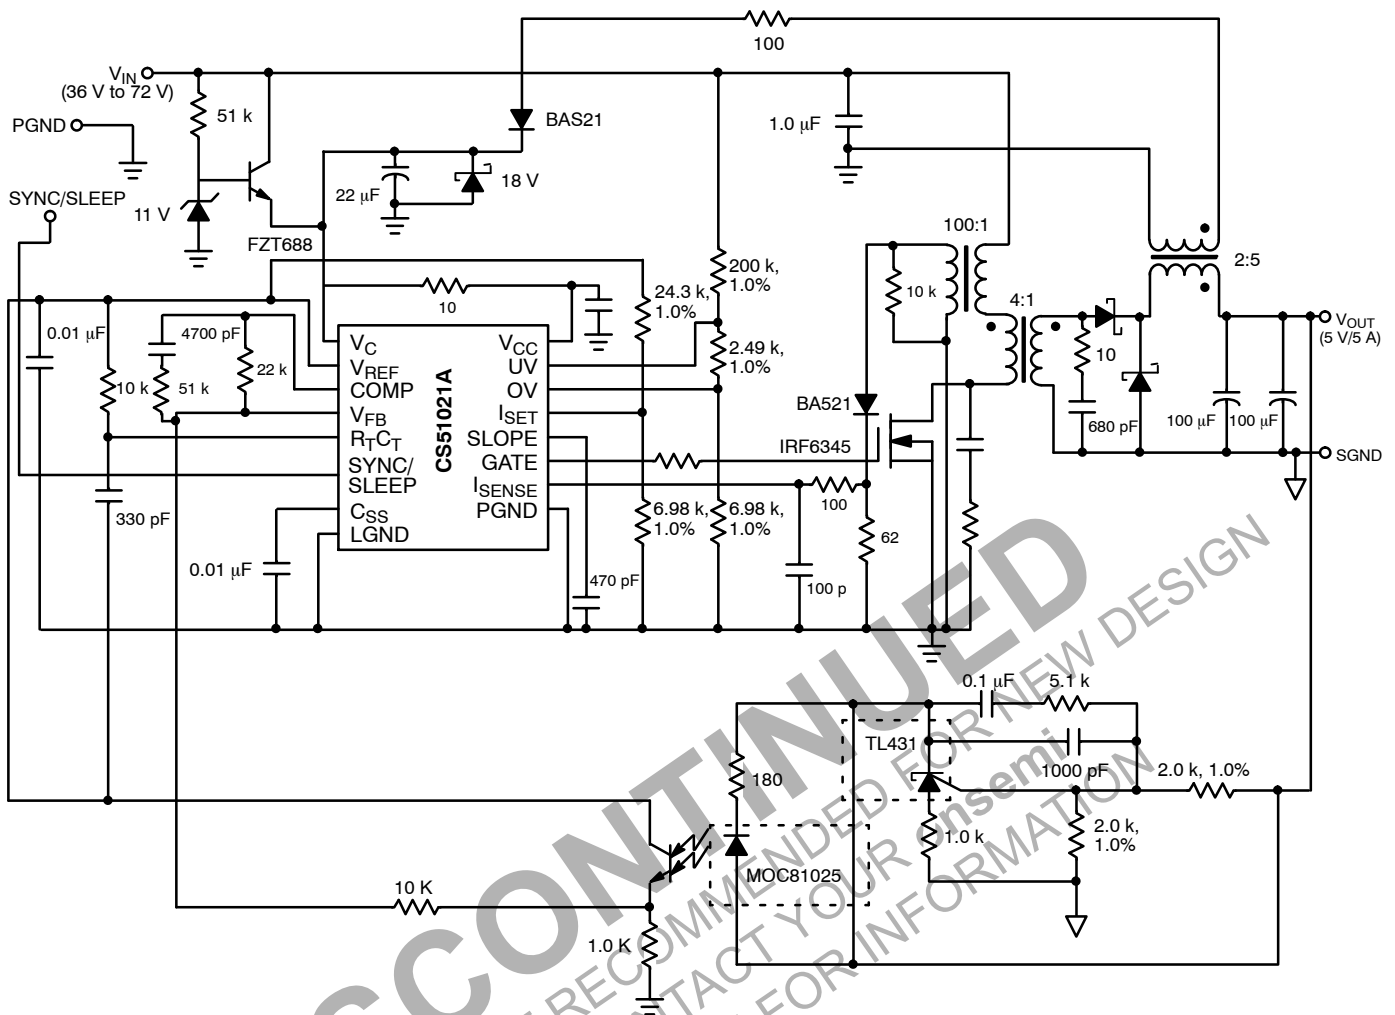 100
VIN
(36 V to 72 V)
51 k
BAS21
1.0 μF
PGND
SYNC/SLEEP
11 V
22 μF
18 V
FZT688
100:1
2:5
200 k,
1.0%
24.3 k,
1.0%
10
10 k
4:1
0.01 μF
4700 pF
VOUT
(5 V/5 A)
2.49 k,
1.0%
10 k
51 k
22 k
10
CS51021A
VC
VREF
COMP
VFB
RTCT
SYNC/
SLEEP
CSS
LGND
VCC
UV
OV
ISET
SLOPE
GATE
ISENSE
PGND
BA521
IRF6345
680 pF
100 μF
100 μF
SGND
330 pF
6.98 k,
1.0%
6.98 k,
1.0%
100
62
0.01 μF
470 pF
100 p
0.1 μF
5.1 k
TL431
1000 pF
2.0 k, 1.0%
180
1.0 k
2.0 k,
1.0%
MOC81025
10 K
1.0 K
SCONTINUED
RECOMMENDED FOR NEW DESIGN
NTACT YOUR onsemi
FOR INFORMATION